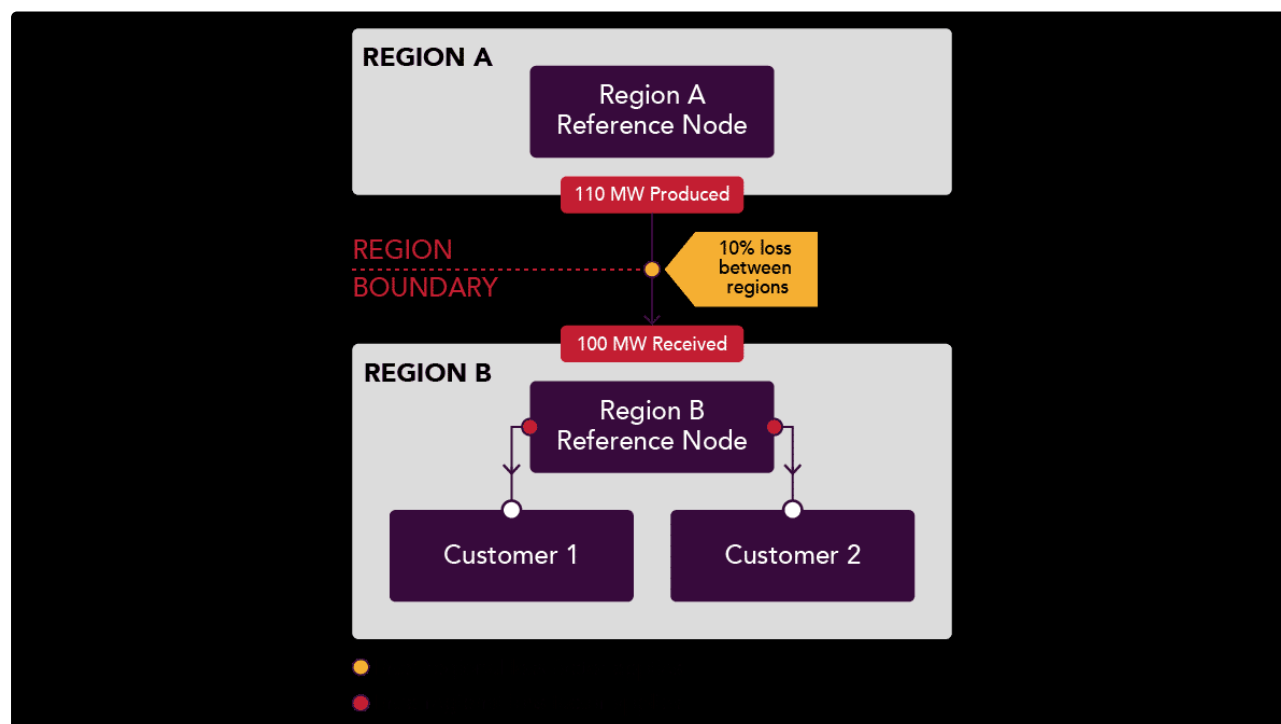 REGION A
Region A
Reference Node
110 MW Produced
REGION
BOUNDARY
10% loss
between
regions
100 MW Received
REGION B
Region B
Reference Node
Customer 1
Customer 2